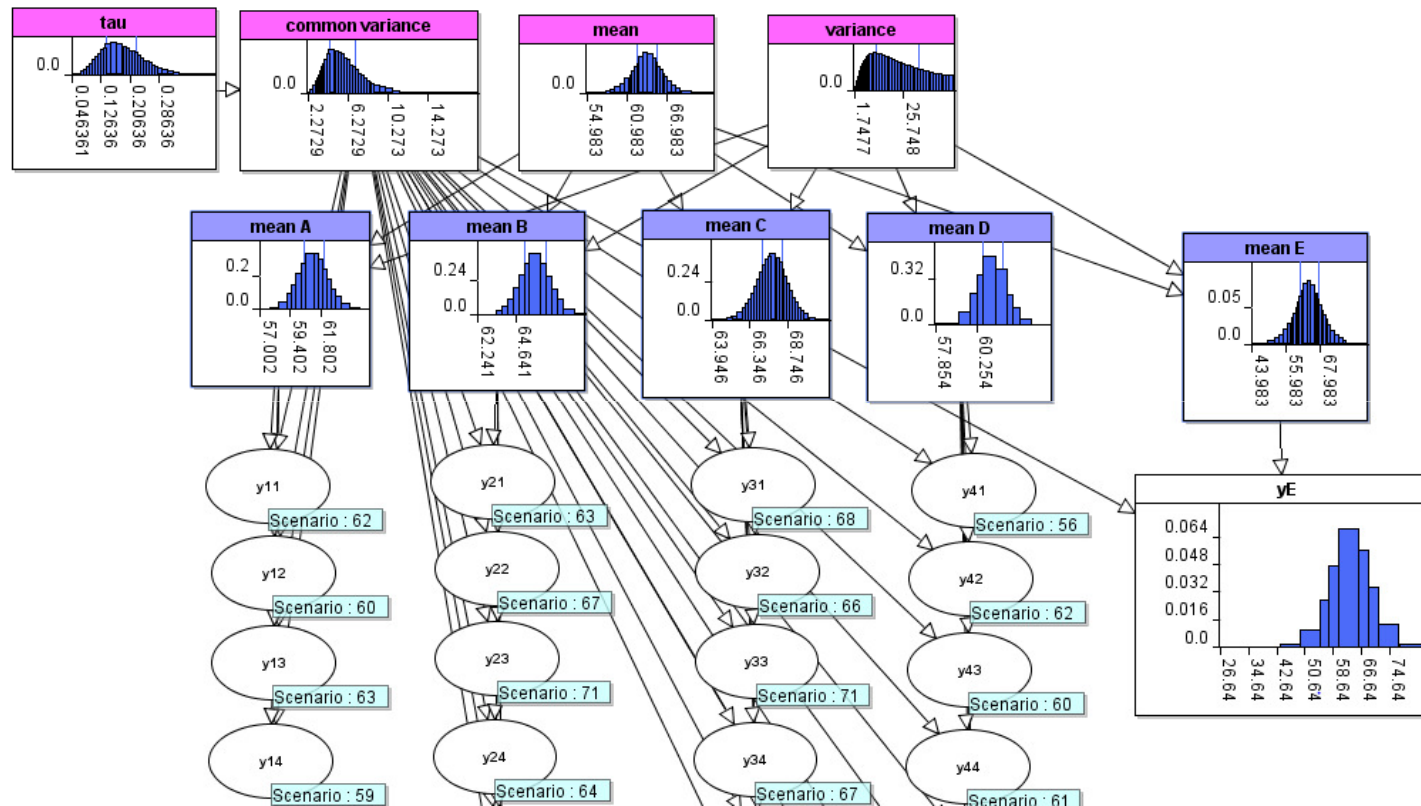 tau
common variance
mean
variance
0.0
0.046361
0.12636
0.20636
0.28636
0.0
2.2729
6.2729
10.273
14.273
0.0
54.983
60.983
66.983
0.0
1.7477
25.748
mean A
mean B
mean C
mean D
mean E
0.2
0.0
57.002
59.402
61.802
0.24
0.0
62.241
64.641
0.24
0.0
63.946
66.346
68.746
0.32
0.0
57.854
60.254
0.05
0.0
43.983
55.983
67.983
y11
Scenario : 62
y21
Scenario : 63
y31
Scenario : 68
y41
Scenario : 56
yE
0.064
0.048
0.032
0.016
0.0
26.64
34.64
42.64
50.64
58.64
66.64
74.64
y12
Scenario : 60
y22
Scenario : 67
y32
Scenario : 66
y42
Scenario : 62
y13
Scenario : 63
y23
Scenario : 71
y33
Scenario : 71
y43
Scenario : 60
y14
Scenario : 59
y24
Scenario : 64
y34
Scenario : 67
y44
Scenario : 61